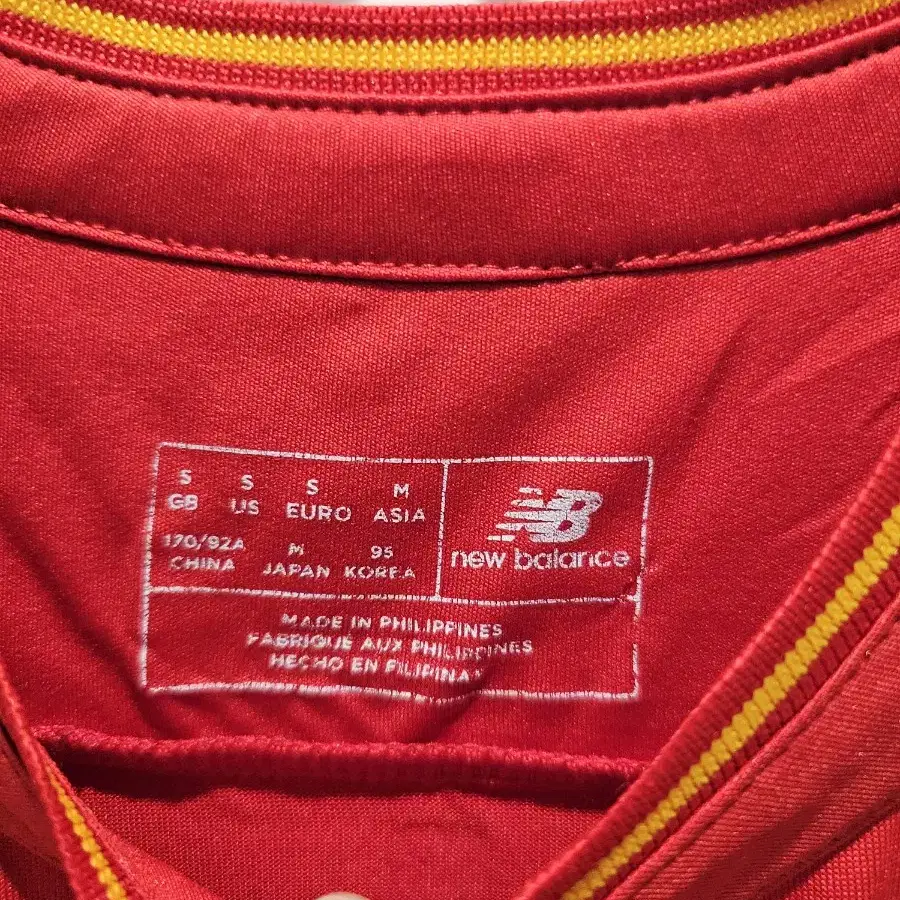 S S S M
GB US EURO ASIA
170/92A M 95
CHINA JAPAN KOREA
NB
new balance
MADE IN PHILIPPINES
FABRIQUE AUX PHILIPPINES
HECHO EN FILIPINAS